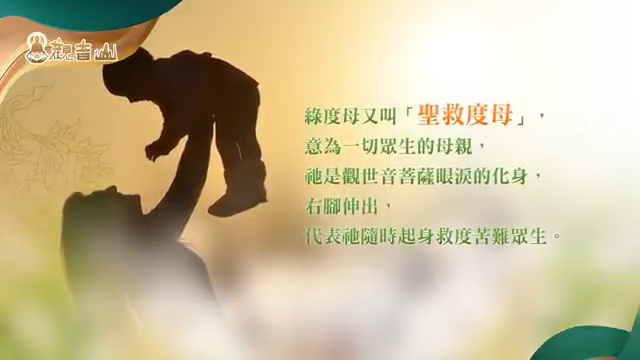 觀音山
綠度母又叫「聖救度母」，
意為一切眾生的母親，
祂是觀世音菩薩眼淚的化身，
右腳伸出，
代表祂隨時起身救度苦難眾生。